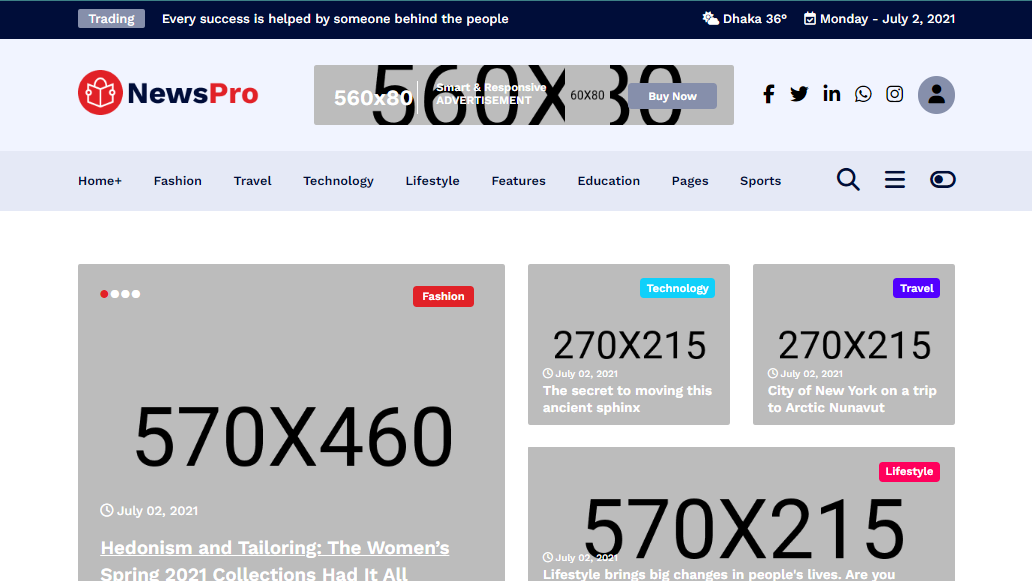 Trading Every success is helped by someone behind the people Dhaka 36° Monday - July 2, 2021
NewsPro
560x80
Smart & Responsive
ADVERTISEMENT
60X80
Buy Now
Home+ Fashion Travel Technology Lifestyle Features Education Pages Sports
Fashion
570X460
July 02, 2021
Hedonism and Tailoring: The Women’s
Spring 2021 Collections Had It All
Technology
270X215
July 02, 2021
The secret to moving this
ancient sphinx
Travel
270X215
July 02, 2021
City of New York on a trip
to Arctic Nunavut
Lifestyle
570X215
July 02, 2021
Lifestyle brings big changes in people's lives. Are you